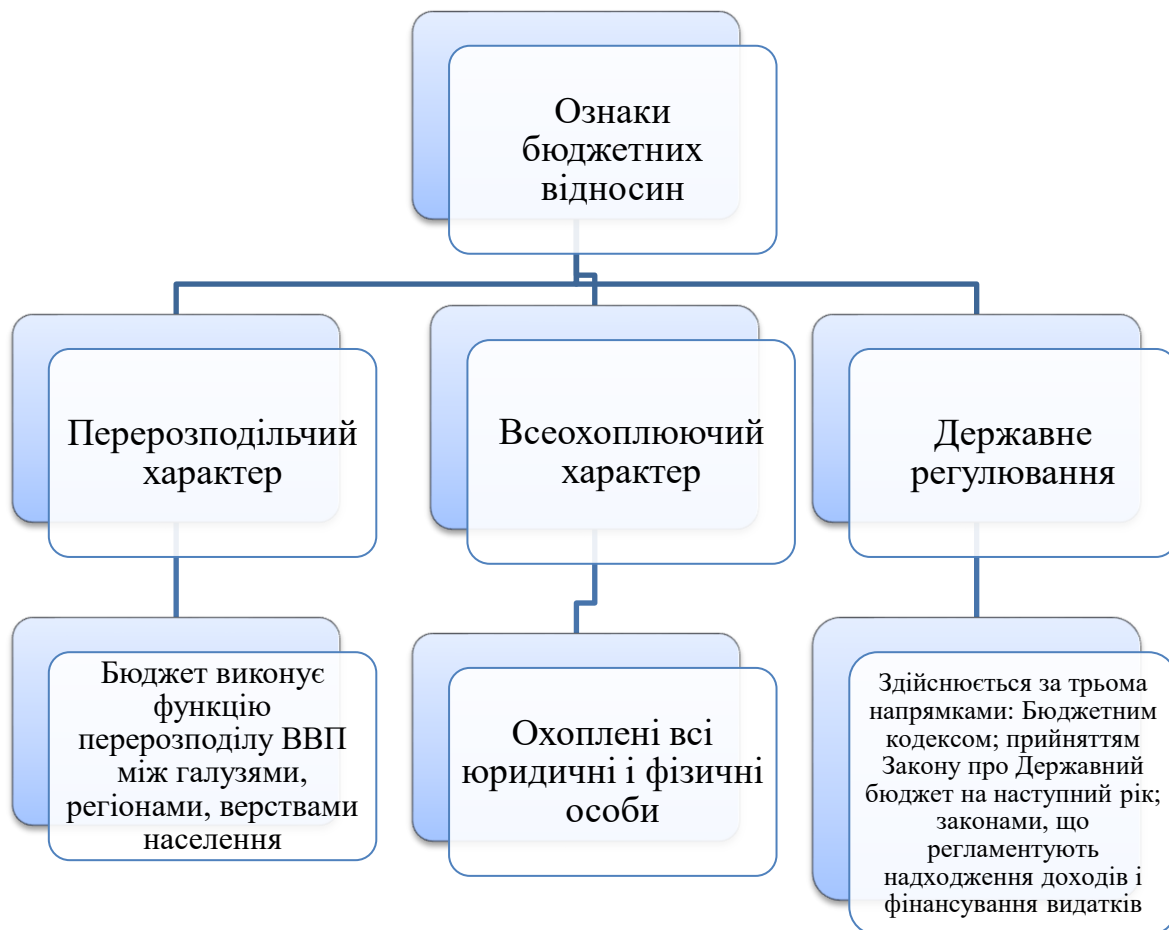 Ознаки
бюджетних
відносин
Перерозподільчий
характер
Всеохоплюючий
характер
Державне
регулювання
Бюджет виконує
функцію
перерозподілу ВВП
між галузями,
регіонами, верствами
населення
Охоплені всі
юридичні і фізичні
особи
Здійснюється за трьома
напрямками: Бюджетним
кодексом; прийняттям
Закону про Державний
бюджет на наступний рік;
законами, що
регламентують
надходження доходів і
фінансування видатків